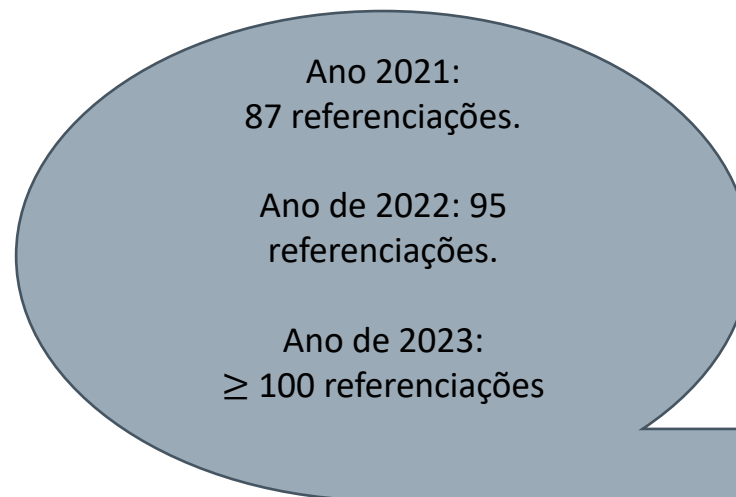 Ano 2021:
87 referenciações.
Ano de 2022: 95
referenciações.
Ano de 2023:
≥ 100 referenciações